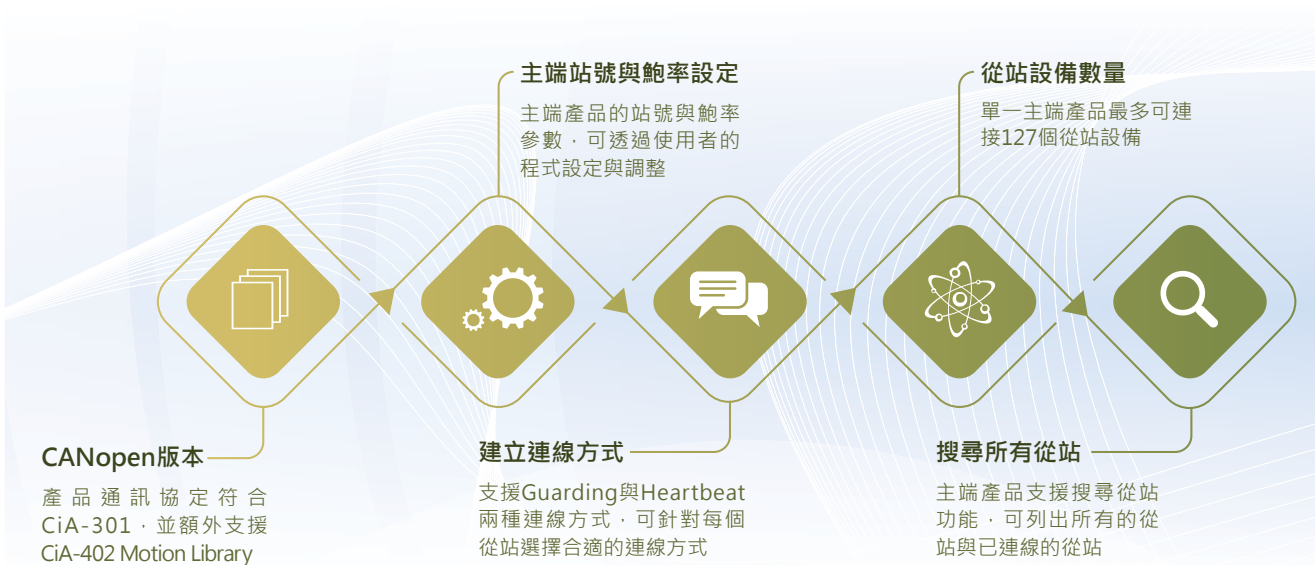 CANopen版本
產品通訊協定符合
CiA-301，並額外支援
CiA-402 Motion Library
主端站號與鮑率設定
主端產品的站號與鮑率
參數，可透過使用者的
程式設定與調整
建立連線方式
支援Guarding與Heartbeat
兩種連線方式，可針對每個
從站選擇合適的連線方式
從站設備數量
單一主端產品最多可連
接127個從站設備
搜尋所有從站
主端產品支援搜尋從站
功能，可列出所有的從
站與已連線的從站